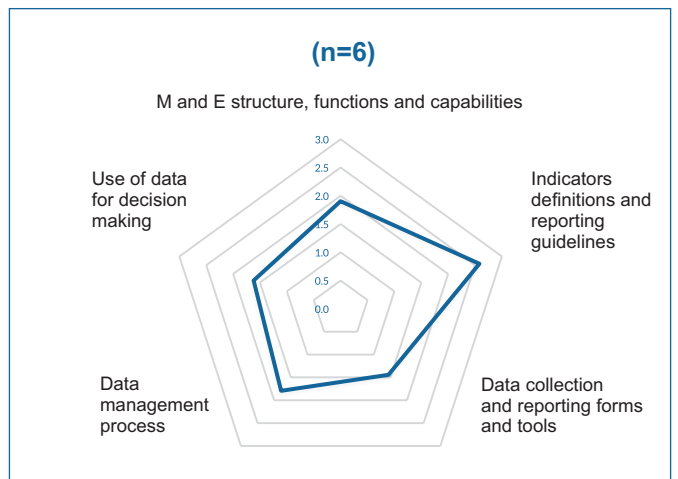 (n=6)
M and E structure, functions and capabilities
3.0
2.5
2.0
1.5
1.0
0.5
0.0
Use of data
for decision
making
Indicators
definitions and
reporting
guidelines
Data
management
process
Data collection
and reporting forms
and tools